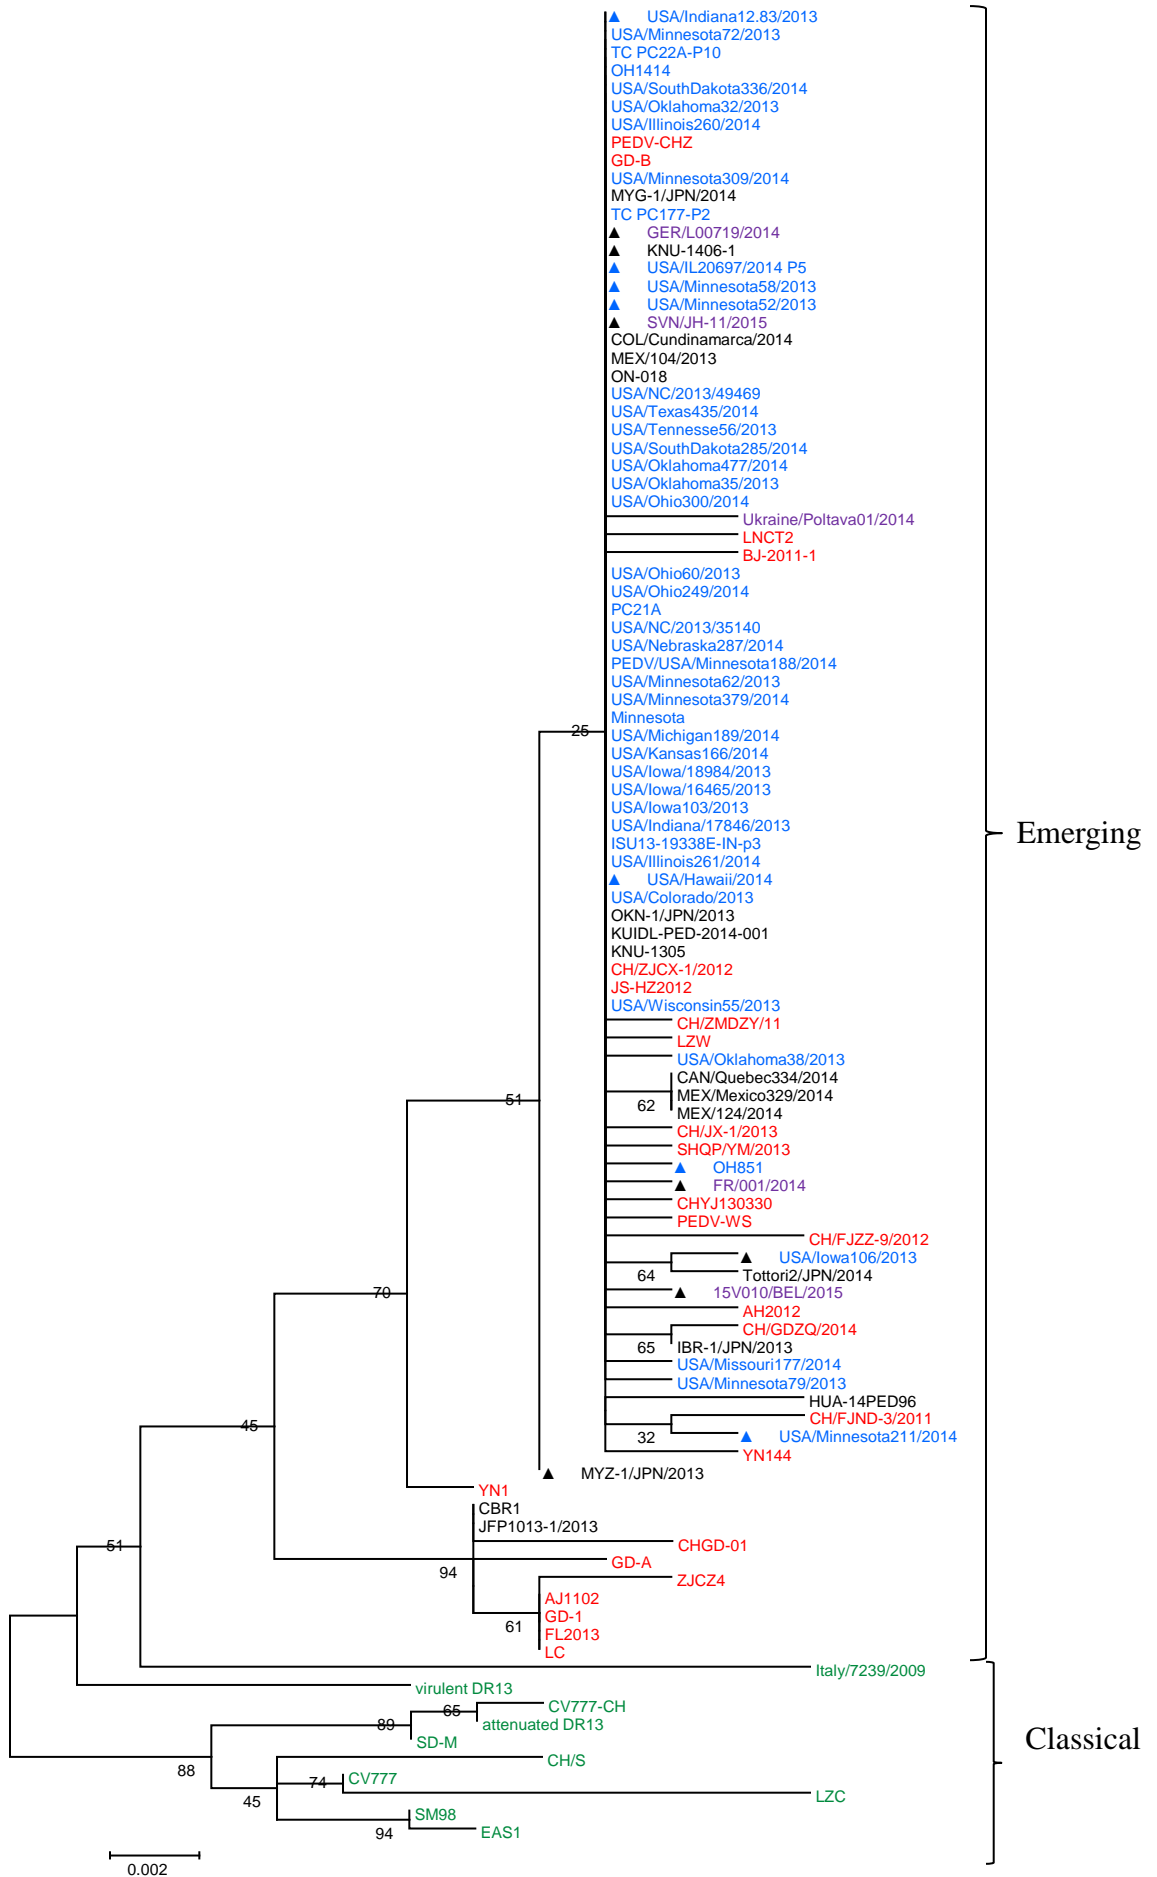 ▲ USA/Indiana12.83/2013
USA/Minnesota72/2013
TC PC22A-P10
OH1414
USA/SouthDakota336/2014
USA/Oklahoma32/2013
USA/Illinois260/2014
PEDV-CHZ
GD-B
USA/Minnesota309/2014
MYG-1/JPN/2014
TC PC177-P2
▲ GER/L00719/2014
▲ KNU-1406-1
▲ USA/IL20697/2014 P5
▲ USA/Minnesota58/2013
▲ USA/Minnesota52/2013
▲ SVN/JH-11/2015
COL/Cundinamarca/2014
MEX/104/2013
ON-018
USA/NC/2013/49469
USA/Texas435/2014
USA/Tennesse56/2013
USA/SouthDakota285/2014
USA/Oklahoma477/2014
USA/Oklahoma35/2013
USA/Ohio300/2014
Ukraine/Poltava01/2014
LNCT2
BJ-2011-1
USA/Ohio60/2013
USA/Ohio249/2014
PC21A
USA/NC/2013/35140
USA/Nebraska287/2014
PEDV/USA/Minnesota188/2014
USA/Minnesota62/2013
USA/Minnesota379/2014
Minnesota
25
USA/Michigan189/2014
USA/Kansas166/2014
USA/Iowa/18984/2013
USA/Iowa/16465/2013
USA/Iowa103/2013
USA/Indiana/17846/2013
Emerging
ISU13-19338E-IN-p3
USA/Illinois261/2014
▲ USA/Hawaii/2014
USA/Colorado/2013
OKN-1/JPN/2013
KUIDL-PED-2014-001
KNU-1305
CH/ZJCX-1/2012
JS-HZ2012
USA/Wisconsin55/2013
CH/ZMDZY/11
LZW
USA/Oklahoma38/2013
CAN/Quebec334/2014
MEX/Mexico329/2014
62
51
MEX/124/2014
CH/JX-1/2013
SHQP/YM/2013
▲ OH851
▲ FR/001/2014
CHYJ130330
PEDV-WS
CH/FJZZ-9/2012
▲ USA/Iowa106/2013
64
Tottori2/JPN/2014
70
▲ 15V010/BEL/2015
AH2012
CH/GDZQ/2014
65
IBR-1/JPN/2013
USA/Missouri177/2014
USA/Minnesota79/2013
HUA-14PED96
CH/FJND-3/2011
45
32
▲ USA/Minnesota211/2014
YN144
▲ MYZ-1/JPN/2013
YN1
CBR1
JFP1013-1/2013
51
CHGD-01
GD-A
94
ZJCZ4
AJ1102
GD-1
61
FL2013
LC
Italy/7239/2009
virulent DR13
65
CV777-CH
89
attenuated DR13
SD-M
Classical
CH/S
88
74
CV777
LZC
45
SM98
94
EAS1
0.002